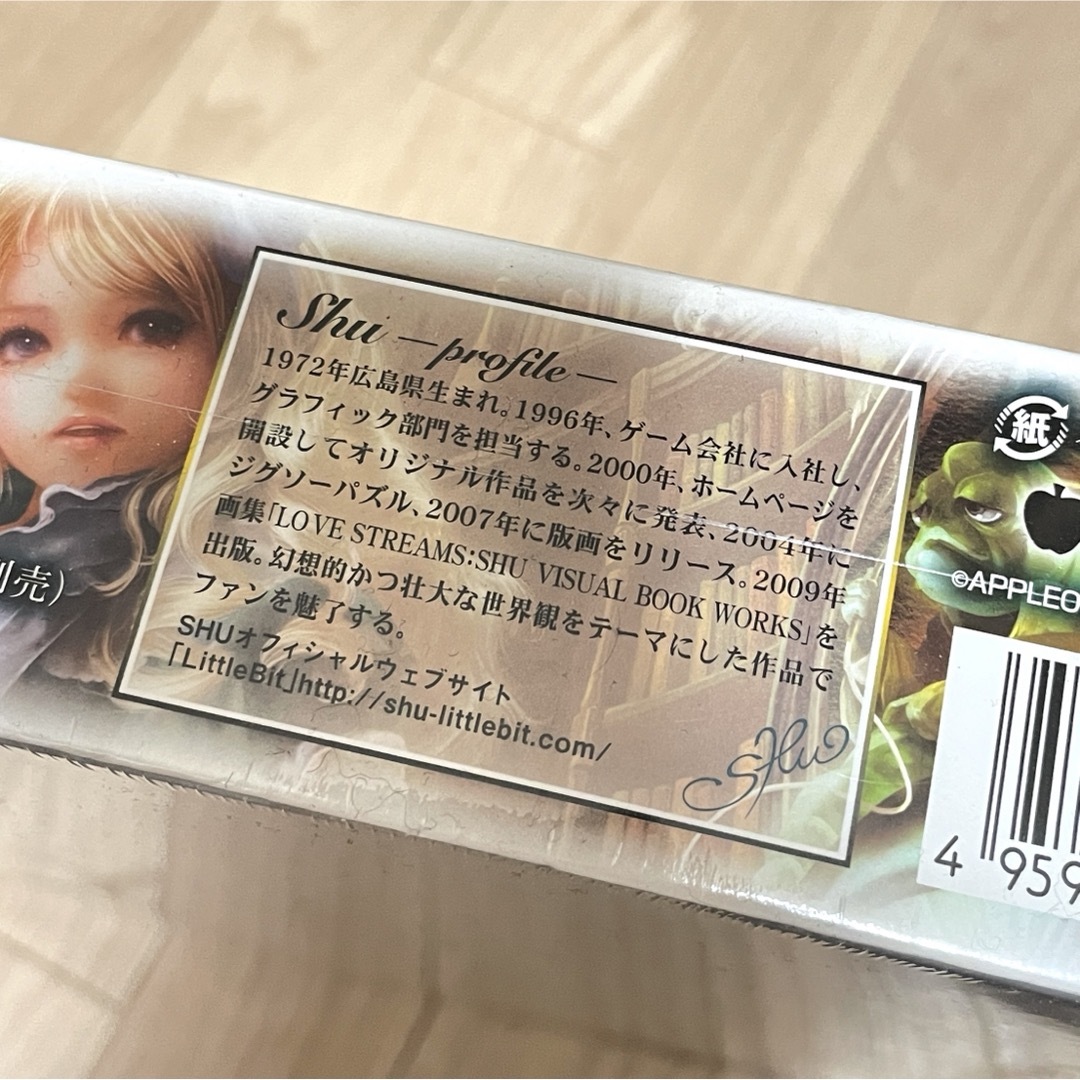 Shu —profile—
1972年広島県生まれ。1996年、ゲーム会社に入社し、
グラフィック部門を担当する。2000年、ホームページを
開設してオリジナル作品を次々に発表、2004年に
ジグソーパズル、2007年に版画をリリース。2009年
画集「LOVE STREAMS:SHU VISUAL BOOK WORKS」を
出版。幻想的かつ壮大な世界観をテーマにした作品で
ファンを魅了する。
SHUオフィシャルウェブサイト
「LittleBit」http://shu-littlebit.com/
SHU
売）
紙
©APPLEO
4 959